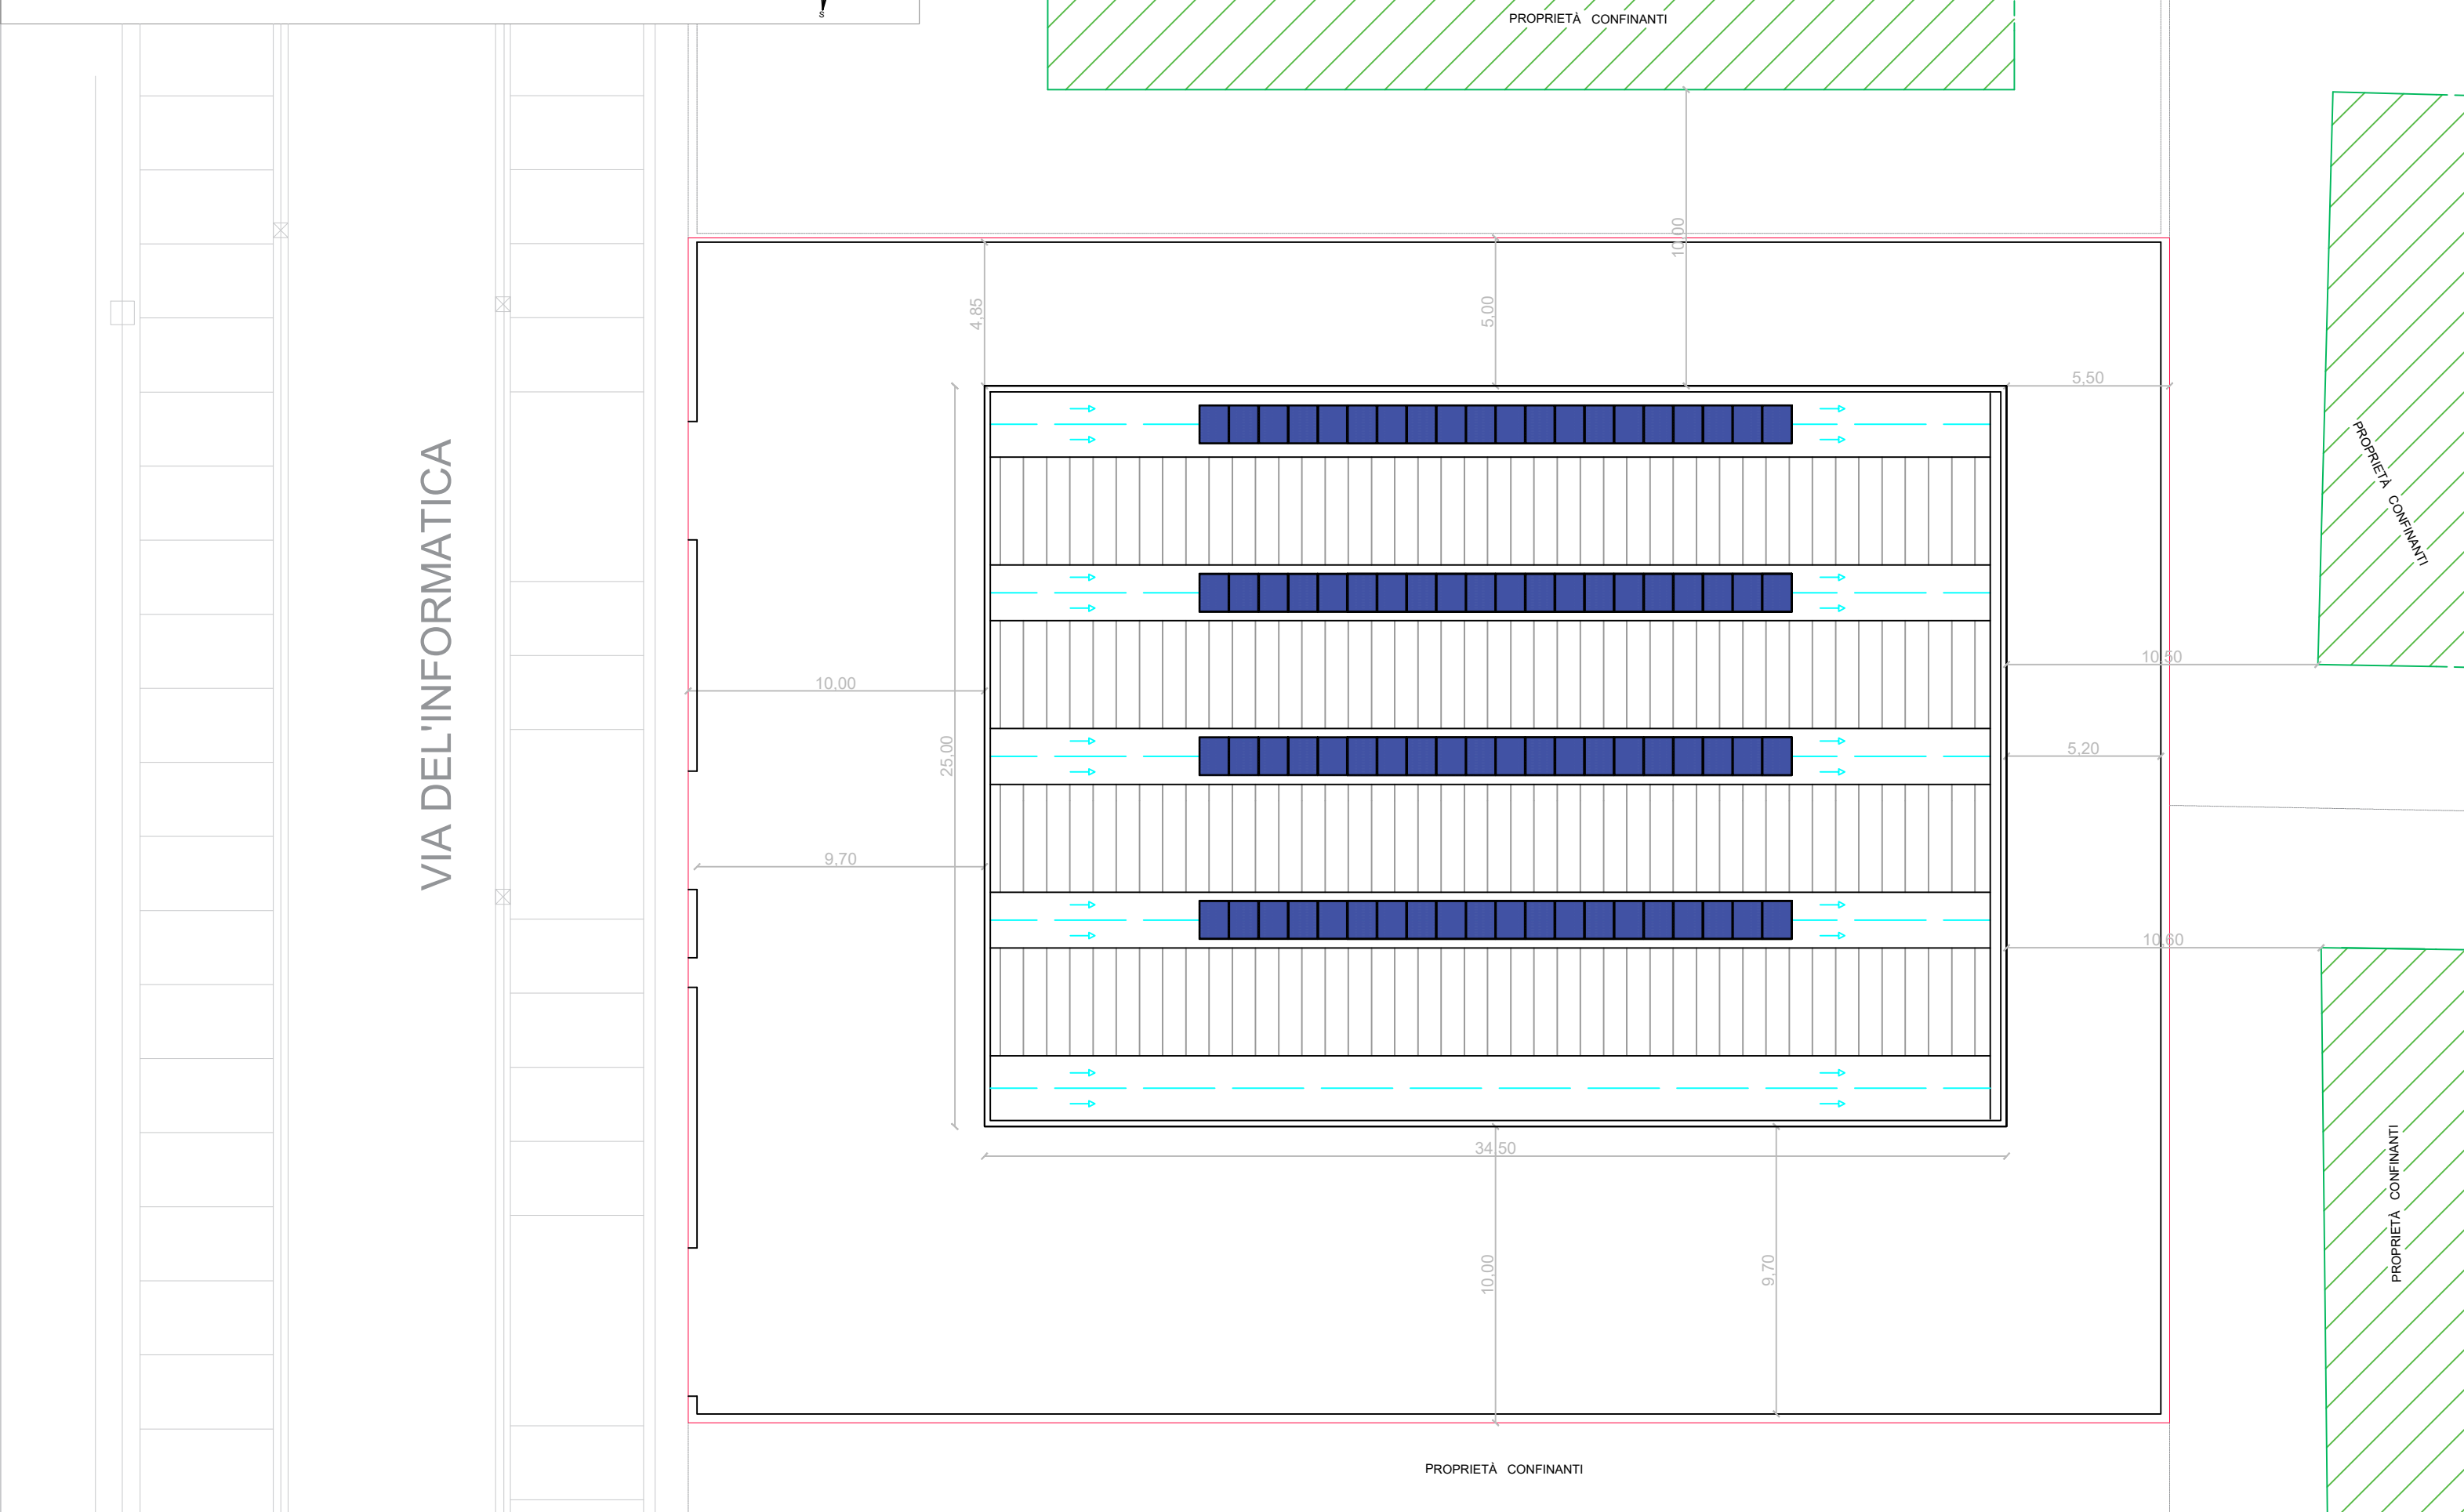 S
PROPRIETÀ CONFINANTI
10,00
4,85
5,00
5,50
PROPRIETÀ CONFINANTI
VIA DEL'INFORMATICA
10,00
10,50
25,00
5,20
9,70
10,60
34,50
PROPRIETÀ CONFINANTI
10,00
9,70
PROPRIETÀ CONFINANTI